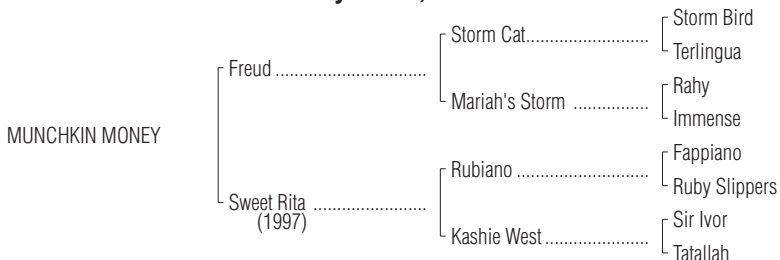 Storm Bird
Storm Cat..............................
Terlingua
Freud .....................................
Rahy
Mariah's Storm ..................
Immense
MUNCHKIN MONEY
Fappiano
Rubiano ................................
Ruby Slippers
Sweet Rita ............................
(1997)
Sir Ivor
Kashie West.........................
Tatallah